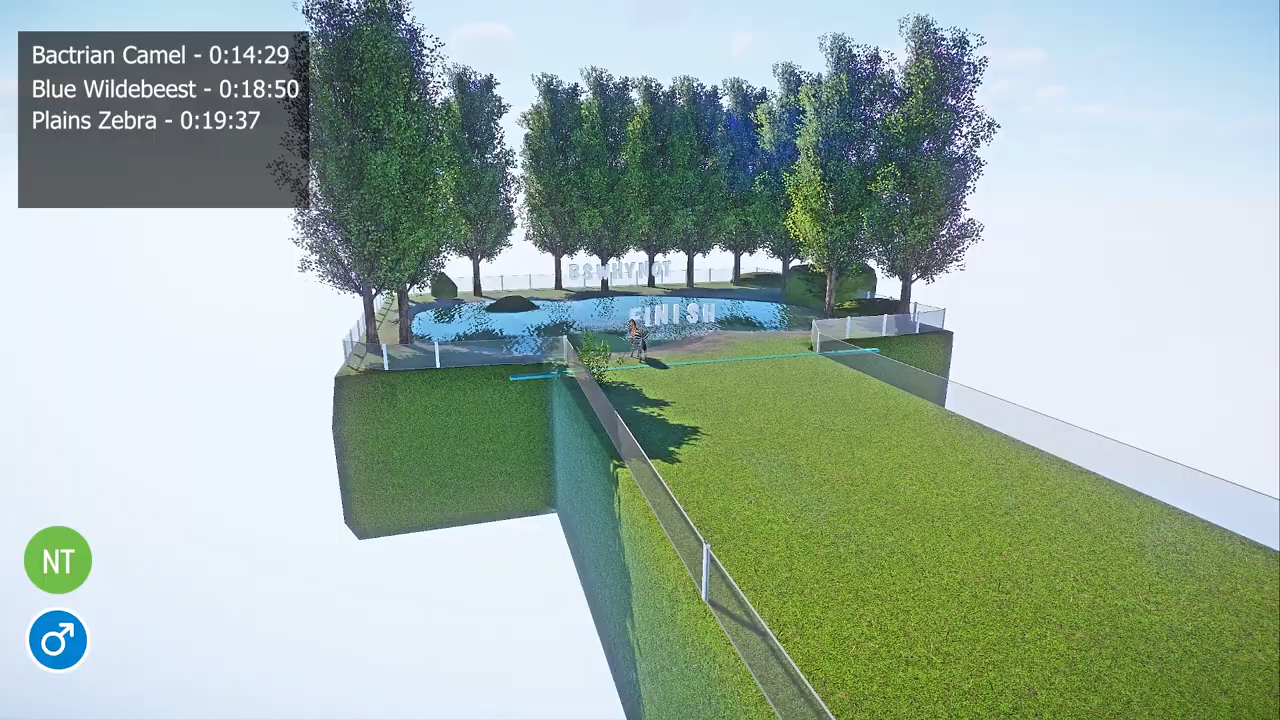 Bactrian Camel - 0:14:29
Blue Wildebeest - 0:18:50
Plains Zebra - 0:19:37
BSWHYNOT
FINISH
NT